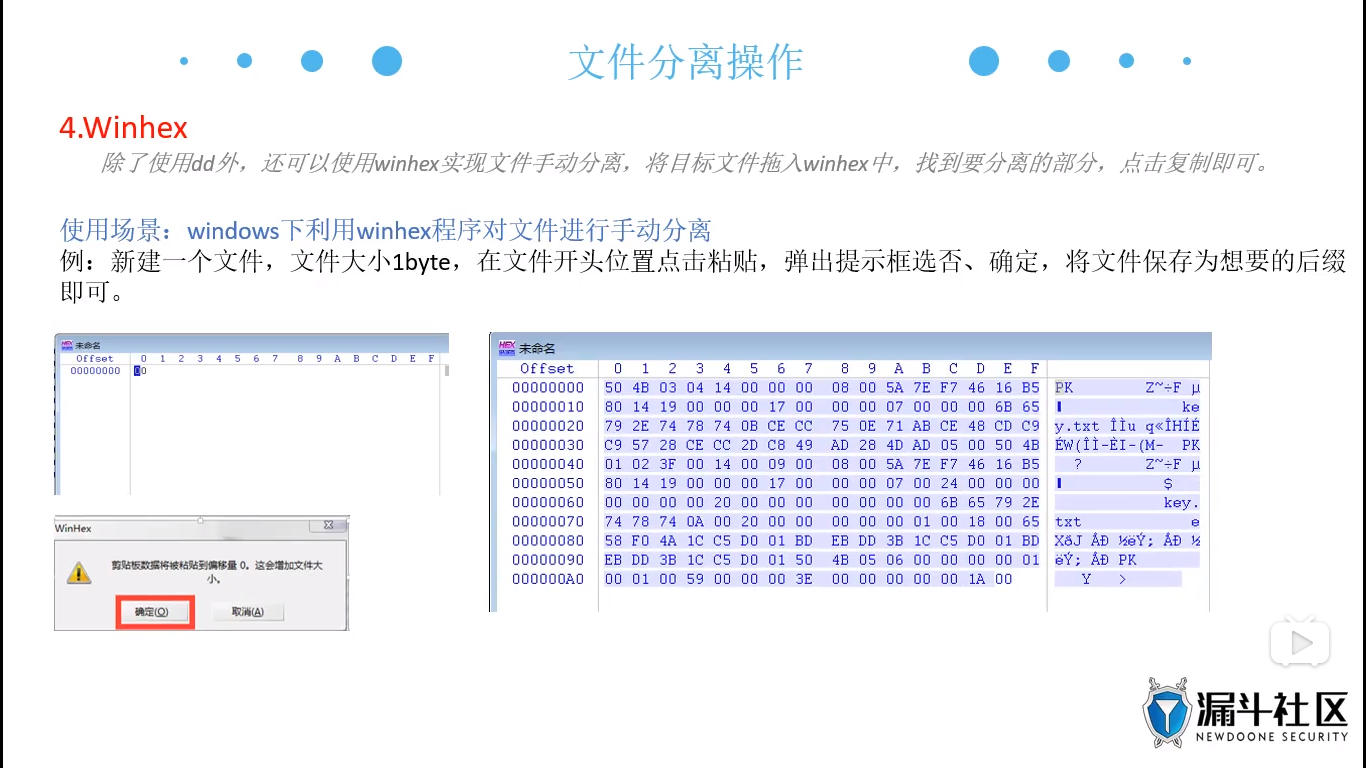 文件分离操作
4.Winhex
除了使用dd外，还可以使用winhex实现文件手动分离，将目标文件拖入winhex中，找到要分离的部分，点击复制即可。
使用场景：windows下利用winhex程序对文件进行手动分离
例：新建一个文件，文件大小1byte，在文件开头位置点击粘贴，弹出提示框选否、确定，将文件保存为想要的后缀
即可。
未命名
Offset 0 1 2 3 4 5 6 7 8 9 A B C D E F
00000000 00
WinHex
剪贴板数据将被粘贴到偏移量 0。这会增加文件大
小。
确定(O) 取消(A)
未命名
Offset 0 1 2 3 4 5 6 7 8 9 A B C D E F
00000000 50 4B 03 04 14 00 00 00 08 00 5A 7E F7 46 16 B5 PK Z~÷F µ
00000010 80 14 19 00 00 00 17 00 00 00 07 00 00 00 6B 65 ke
00000020 79 2E 74 78 74 0B CE CC 75 0E 71 AB CE 48 CD C9 y.txt ÎÌu q«ÎHÍÉ
00000030 C9 57 28 CE CC 2D C8 49 AD 28 4D AD 05 00 50 4B ÉW(ÎÌ-ÈI-(M- PK
00000040 01 02 3F 00 14 00 09 00 08 00 5A 7E F7 46 16 B5 ? Z~÷F µ
00000050 80 14 19 00 00 00 17 00 00 00 07 00 24 00 00 00 $
00000060 00 00 00 00 20 00 00 00 00 00 00 00 6B 65 79 2E key.
00000070 74 78 74 0A 00 20 00 00 00 00 00 01 00 18 00 65 txt e
00000080 58 F0 4A 1C C5 D0 01 BD EB DD 3B 1C C5 D0 01 BD XðJ ÅÐ ½ëÝ; ÅÐ ½
00000090 EB DD 3B 1C C5 D0 01 50 4B 05 06 00 00 00 00 01 ëÝ; ÅÐ PK
000000A0 00 01 00 59 00 00 00 3E 00 00 00 00 00 1A 00 Y >
漏斗社区
NEWDOONE SECURITY